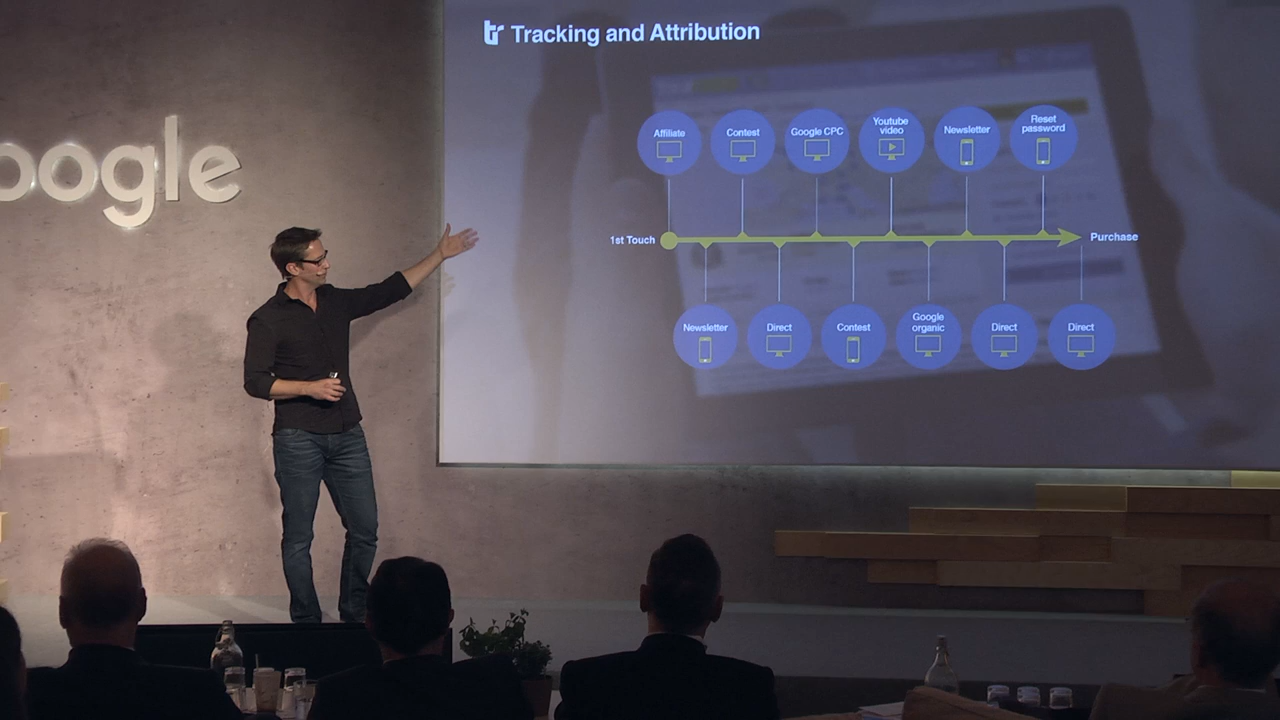 tr Tracking and Attribution
oogle
Affiliate
Contest
Google CPC
Youtube
video
Newsletter
Reset
password
1st Touch
Purchase
Newsletter
Direct
Contest
Google
organic
Direct
Direct